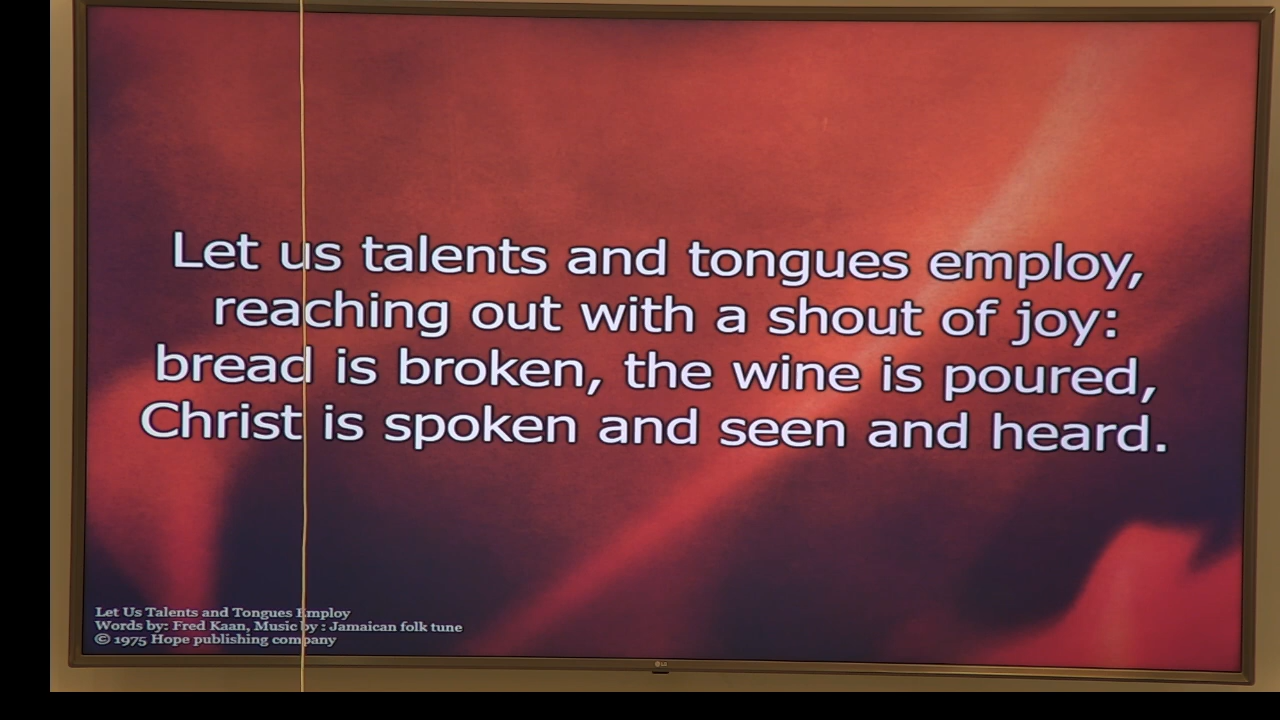 Let us talents and tongues employ,
reaching out with a shout of joy:
bread is broken, the wine is poured,
Christ is spoken and seen and heard.
Let Us Talents and Tongues Employ
Words by: Fred Kaan, Music by : Jamaican folk tune
© 1975 Hope publishing company
LG